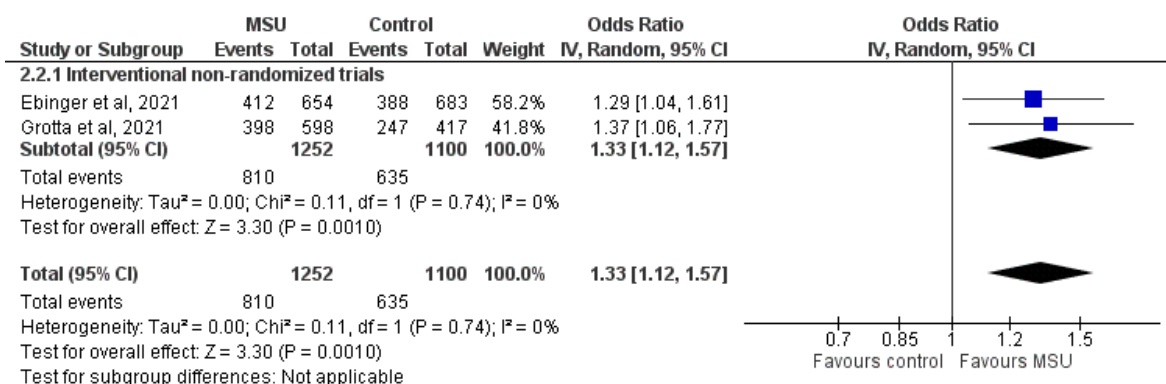 MSU Control Odds Ratio Odds Ratio
Study or Subgroup Events Total Events Total Weight IV, Random, 95% CI IV, Random, 95% CI
2.2.1 Interventional non-randomized trials
Ebinger et al, 2021 412 654 388 683 58.2% 1.29 [1.04, 1.61]
Grotta et al, 2021 398 598 247 417 41.8% 1.37 [1.06, 1.77]
Subtotal (95% CI) 1252 1100 100.0% 1.33 [1.12, 1.57]
Total events 810 635
Heterogeneity: Tau² = 0.00; Chi² = 0.11, df = 1 (P = 0.74); I² = 0%
Test for overall effect: Z = 3.30 (P = 0.0010)
Total (95% CI) 1252 1100 100.0% 1.33 [1.12, 1.57]
Total events 810 635
Heterogeneity: Tau² = 0.00; Chi² = 0.11, df = 1 (P = 0.74); I² = 0%
Test for overall effect: Z = 3.30 (P = 0.0010)
Test for subgroup differences: Not applicable
0.7 0.85 1 1.2 1.5
Favours control Favours MSU